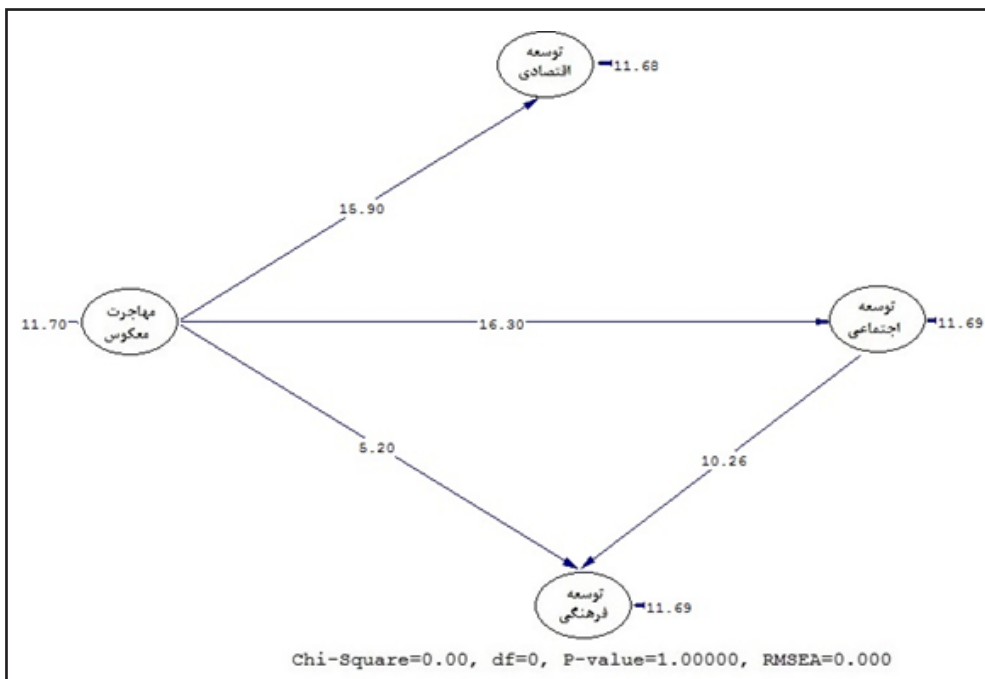 توسعه
اقتصادی
11.68
15.90
مهاجرت
معکوس
11.70
16.30
توسعه
اجتماعی
11.69
5.20
10.26
توسعه
فرهنگی
11.69
Chi-Square=0.00, df=0, P-value=1.00000, RMSEA=0.000